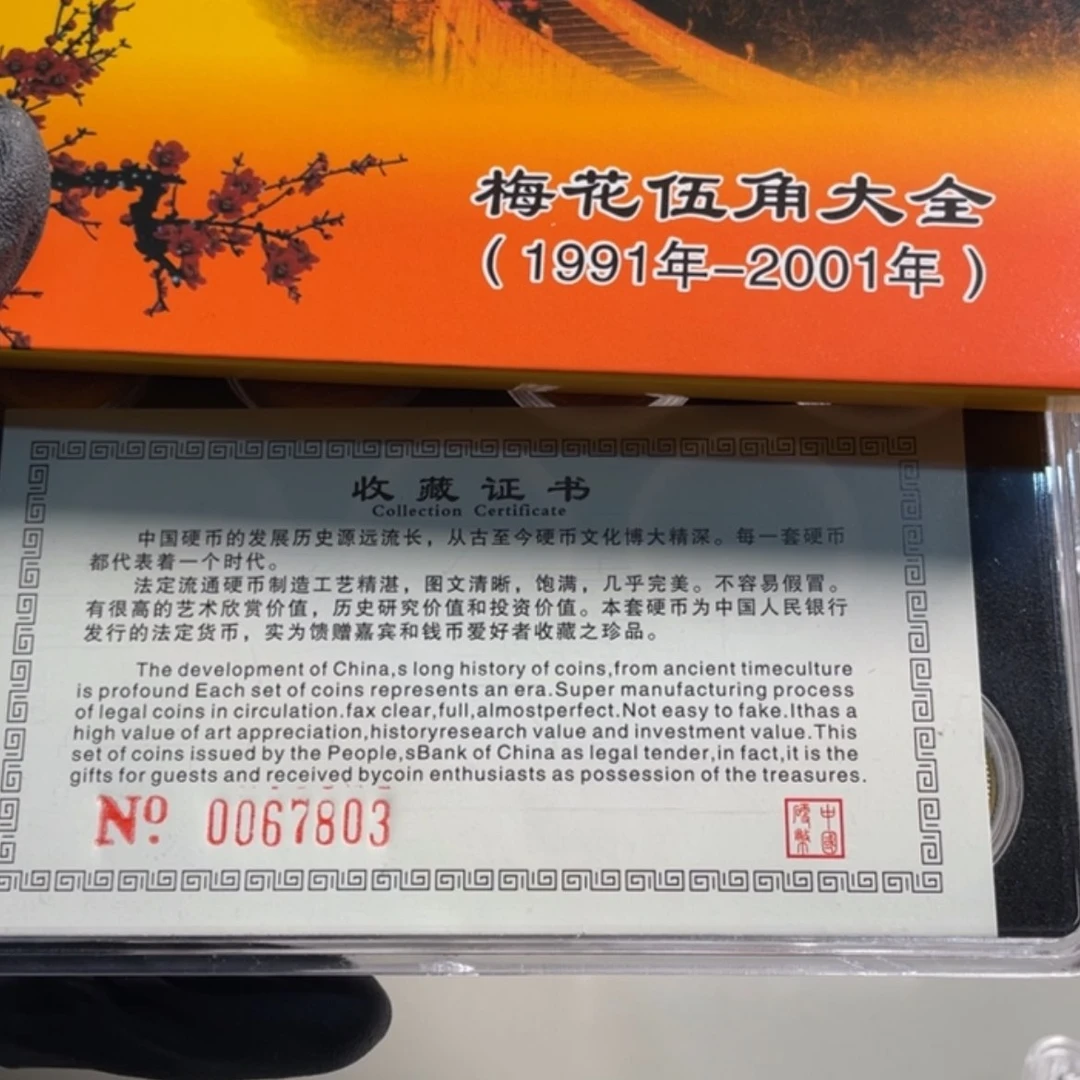 梅花伍角大全
（1991年-2001年）
收藏证书
Collection Certificate
中国硬币的发展历史源远流长，从古至今硬币文化博大精深。每一套硬币
都代表着一个时代。
法定流通硬币制造工艺精湛，图文清晰，饱满，几乎完美。不容易假冒。
有很高的艺术欣赏价值，历史研究价值和投资价值。本套硬币为中国人民银行
发行的法定货币，实为馈赠嘉宾和钱币爱好者收藏之珍品。
The development of China,s long history of coins,from ancient timeculture
is profound Each set of coins represents an era.Super manufacturing process
of legal coins in circulation.fax clear,full,almostperfect.Not easy to fake.Ithas a
high value of art appreciation,historyresearch value and investment value.This
set of coins issued by the People,sBank of China as legal tender,in fact,it is the
gifts for guests and received bycoin enthusiasts as possession of the treasures.
Nº. 0067803
中國
硬幣